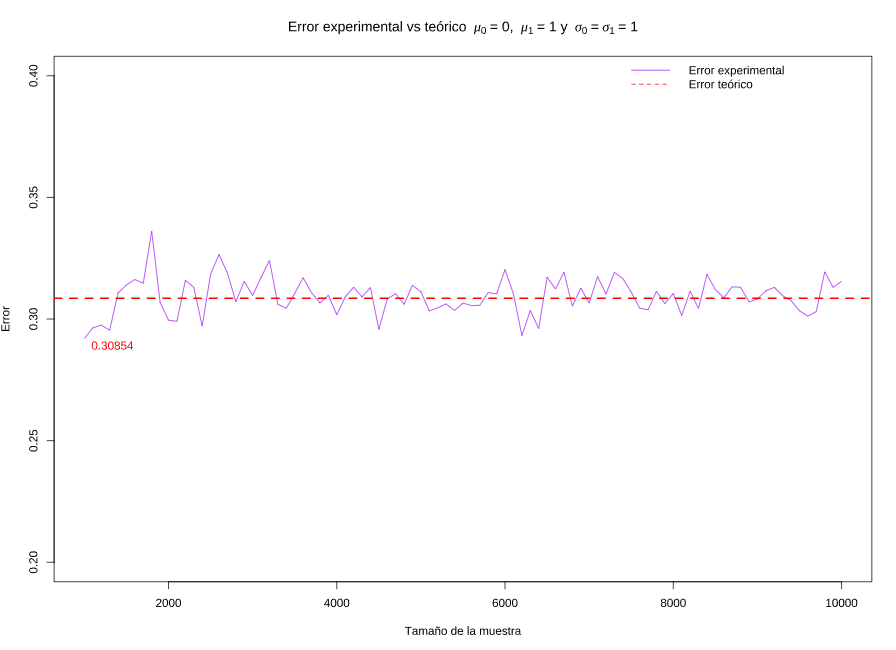 Error experimental vs teórico μ0 = 0, μ1 = 1 y σ0 = σ1 = 1
Error experimental
Error teórico
0.40
0.35
0.30
0.25
0.20
Error
0.30854
2000 4000 6000 8000 10000
Tamaño de la muestra